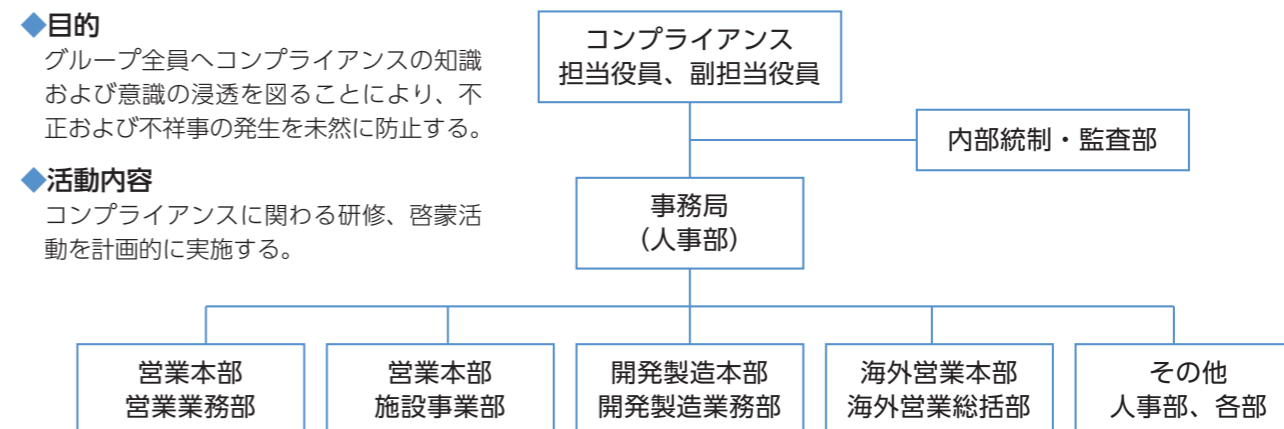 ◆目的
グループ全員へコンプライアンスの知識
および意識の浸透を図ることにより、不
正および不祥事の発生を未然に防止する。
◆活動内容
コンプライアンスに関わる研修、啓蒙活
動を計画的に実施する。
コンプライアンス
担当役員、副担当役員
内部統制・監査部
事務局
（人事部）
営業本部
営業業務部
営業本部
施設事業部
開発製造本部
開発製造業務部
海外営業本部
海外営業総括部
その他
人事部、各部